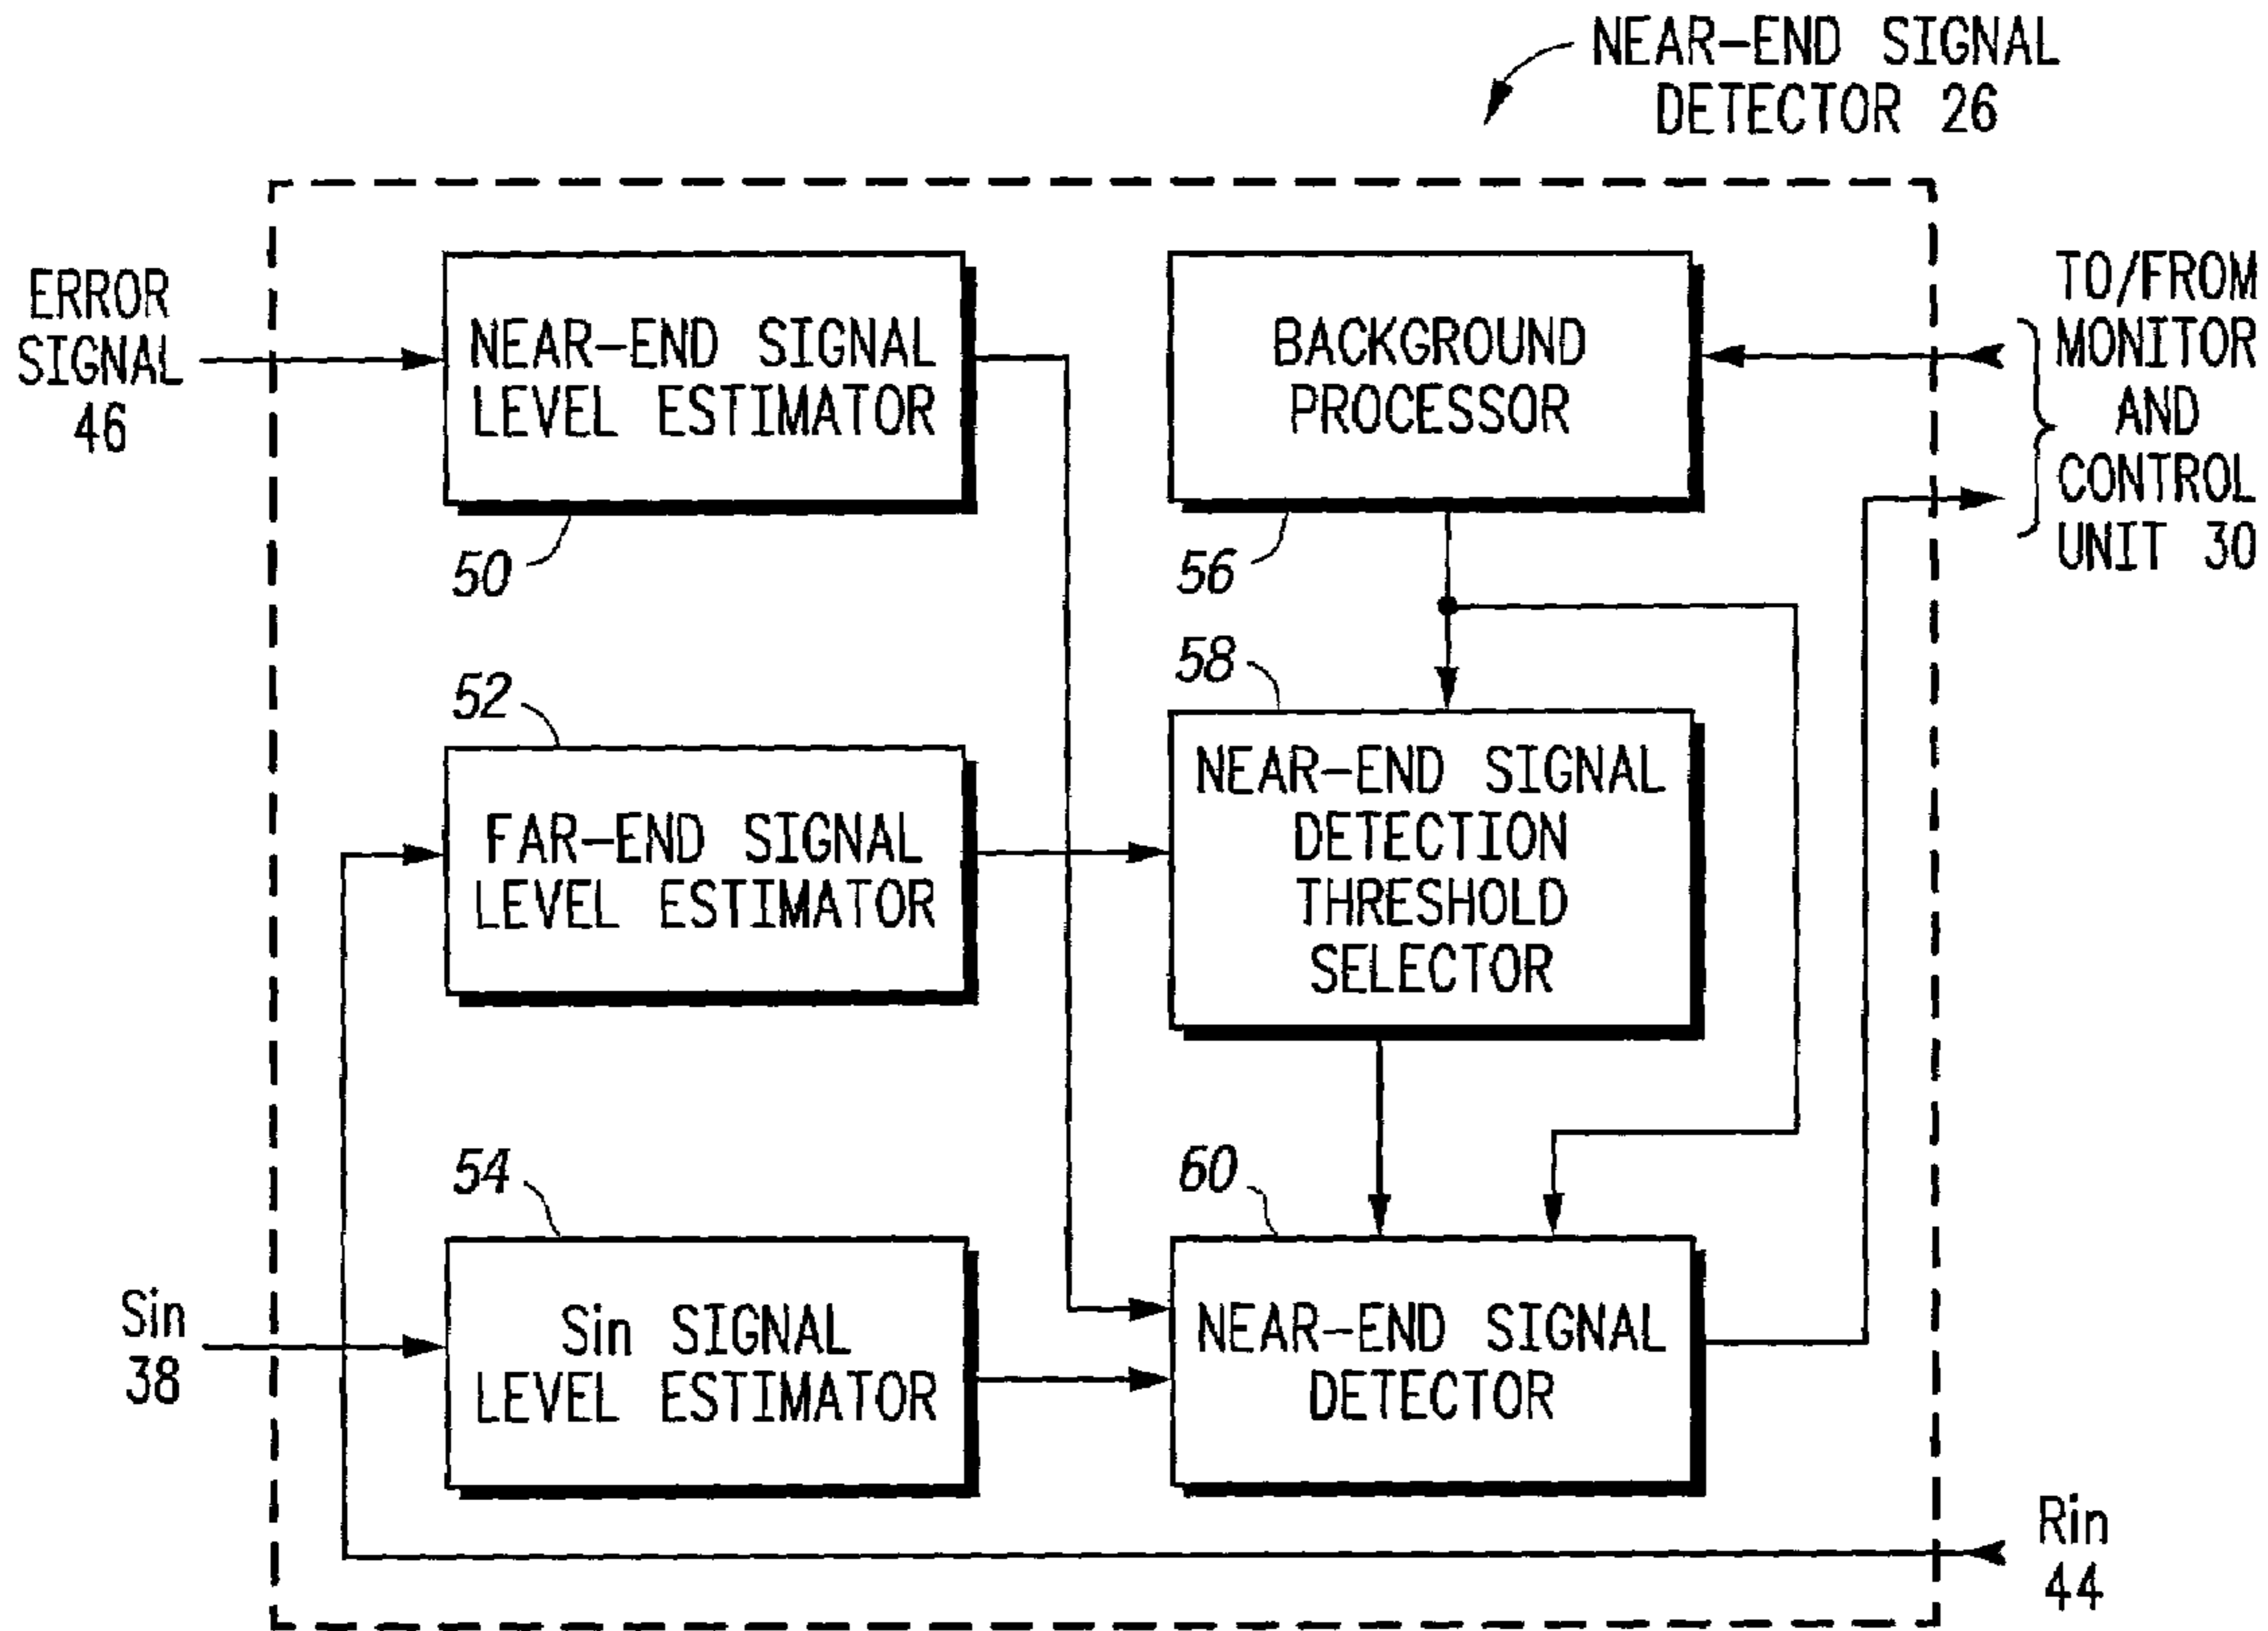 NEAR-END SIGNAL
DETECTOR 26
ERROR
SIGNAL
46
NEAR-END SIGNAL
LEVEL ESTIMATOR
50
BACKGROUND
PROCESSOR
56
TO/FROM
MONITOR
AND
CONTROL
UNIT 30
52
FAR-END SIGNAL
LEVEL ESTIMATOR
58
NEAR-END SIGNAL
DETECTION
THRESHOLD
SELECTOR
54
Sin
38
Sin SIGNAL
LEVEL ESTIMATOR
60
NEAR-END SIGNAL
DETECTOR
Rin
44